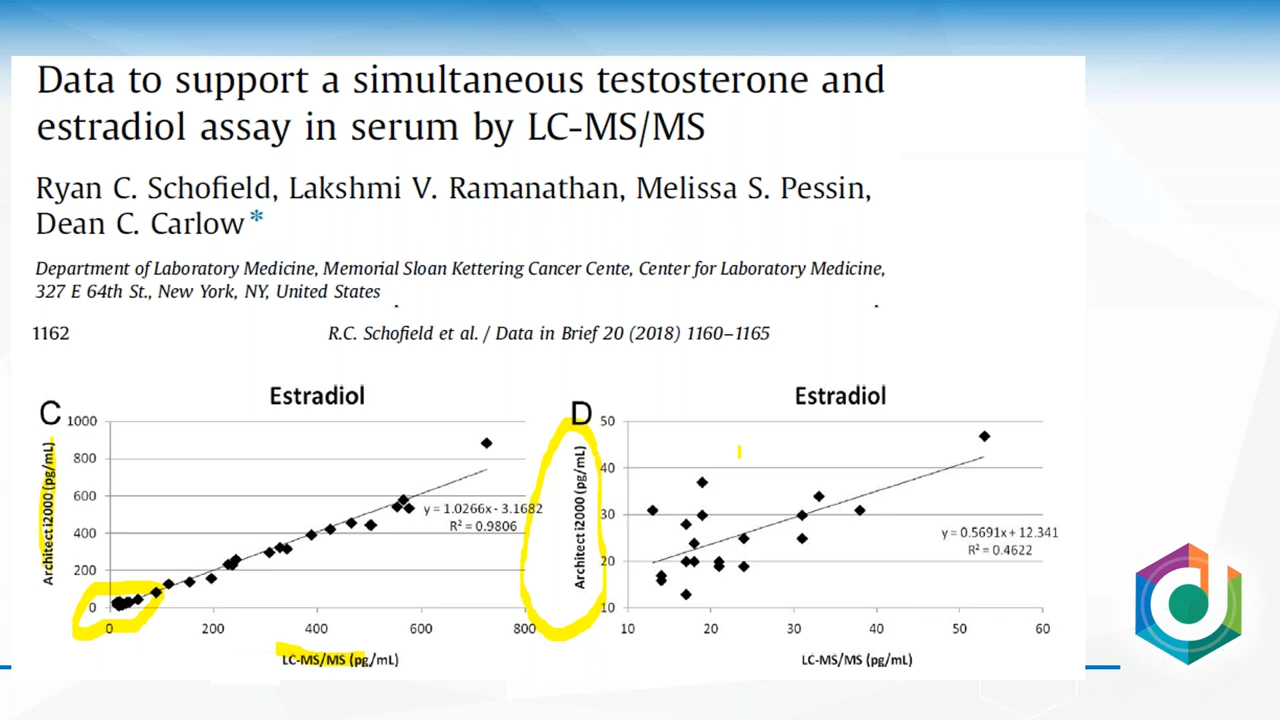 Data to support a simultaneous testosterone and
estradiol assay in serum by LC-MS/MS
Ryan C. Schofield, Lakshmi V. Ramanathan, Melissa S. Pessin,
Dean C. Carlow*
Department of Laboratory Medicine, Memorial Sloan Kettering Cancer Cente, Center for Laboratory Medicine,
327 E 64th St., New York, NY, United States
1162
R.C. Schofield et al. / Data in Brief 20 (2018) 1160–1165
C
Estradiol
Architect i2000 (pg/mL)
1000
800
600
400
200
0
y = 1.0266x - 3.1682
R² = 0.9806
0 200 400 600 800
LC-MS/MS (pg/mL)
D
Estradiol
Architect i2000 (pg/mL)
50
40
30
20
10
y = 0.5691x + 12.341
R² = 0.4622
10 20 30 40 50 60
LC-MS/MS (pg/mL)